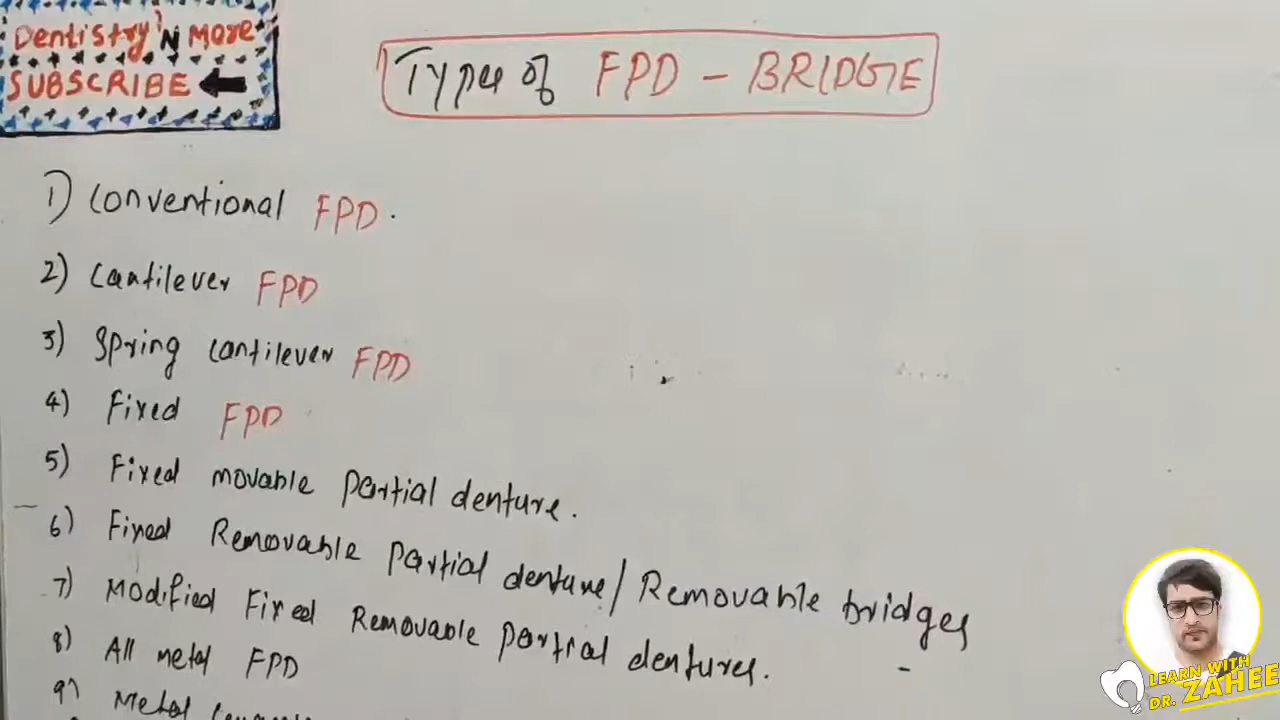 Dentistry'N More
SUBSCRIBE
Types of FPD - BRIDGE
1) Conventional FPD.
2) Cantilever FPD
3) Spring cantilever FPD
4) Fixed FPD
5) Fixed movable partial denture.
6) Fixed Removable partial denture/Removable bridges
7) Modified Fixed Removable partial dentures.
8) All metal FPD
9) Metal
LEARN WITH
DR. ZAHEE